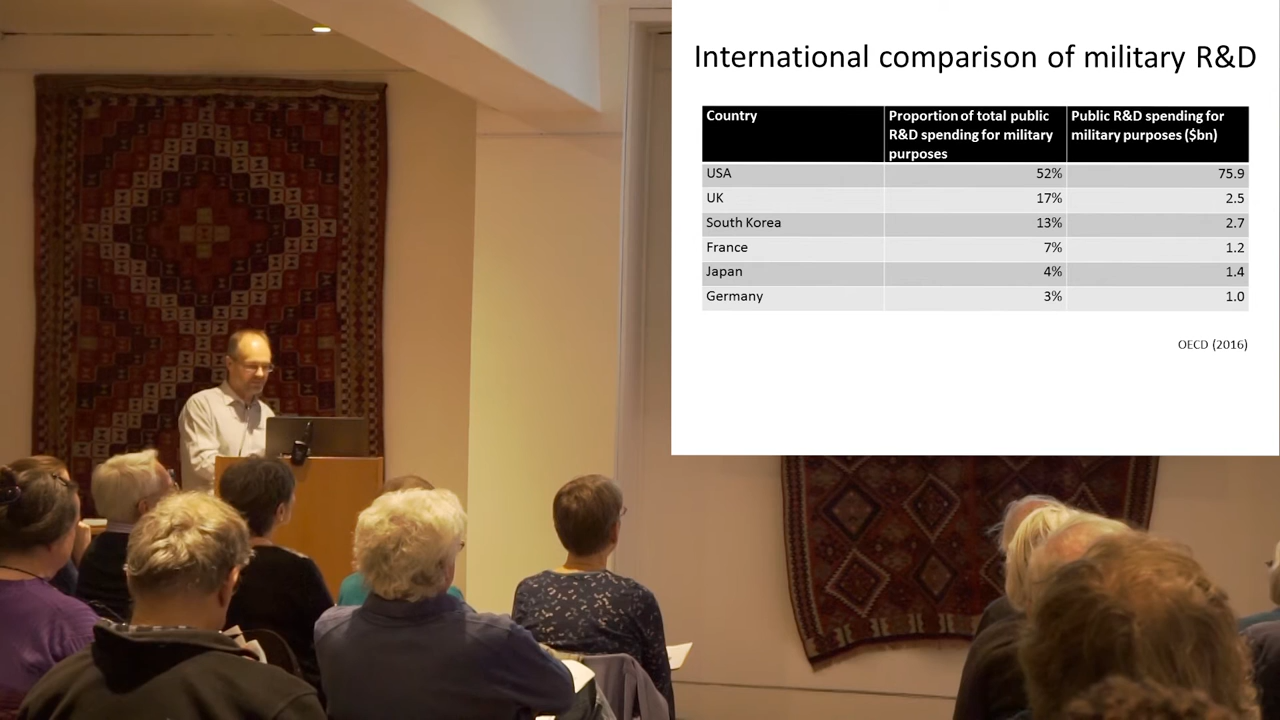 International comparison of military R&D
Country
Proportion of total public
R&D spending for military
purposes
Public R&D spending for
military purposes ($bn)
USA 52% 75.9
UK 17% 2.5
South Korea 13% 2.7
France 7% 1.2
Japan 4% 1.4
Germany 3% 1.0
OECD (2016)